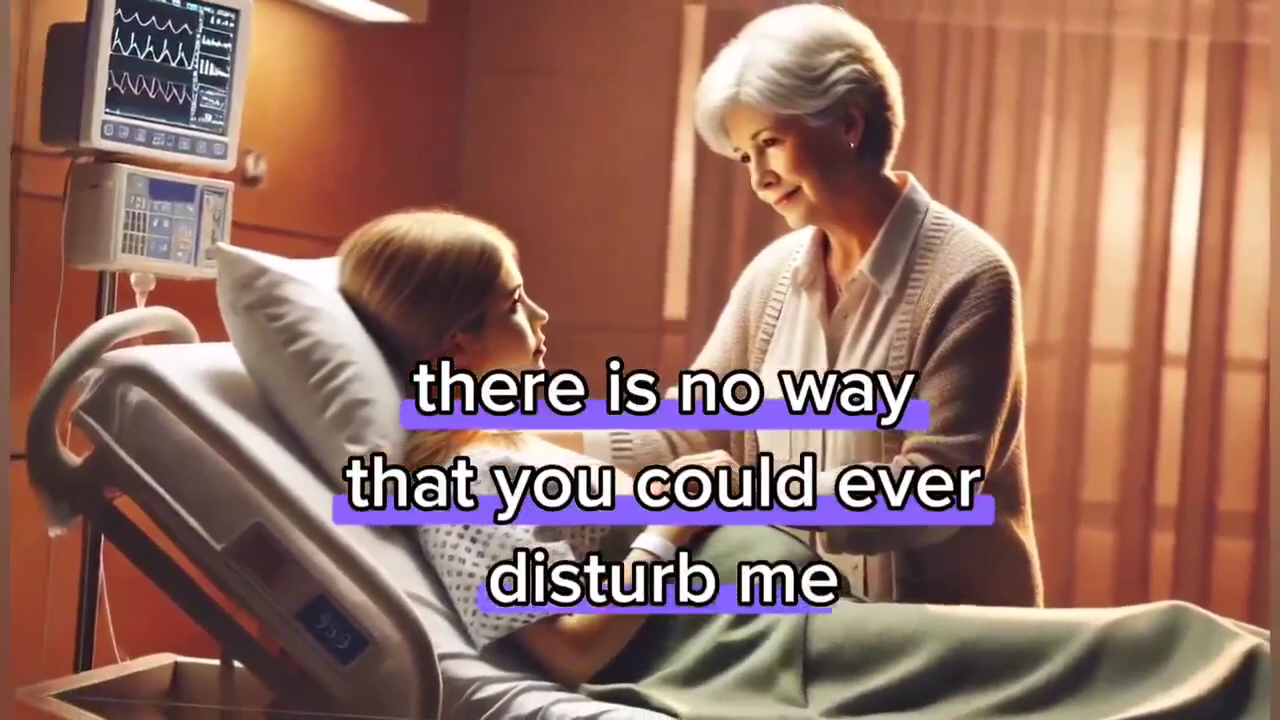 there is no way
that you could ever
disturb me